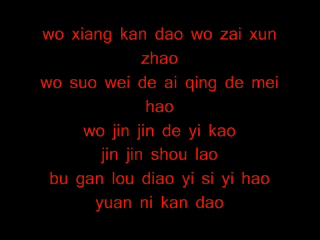 wo xiang kan dao wo zai xun
zhao
wo suo wei de ai qing de mei
hao
wo jin jin de yi kao
jin jin shou lao
bu gan lou diao yi si yi hao
yuan ni kan dao